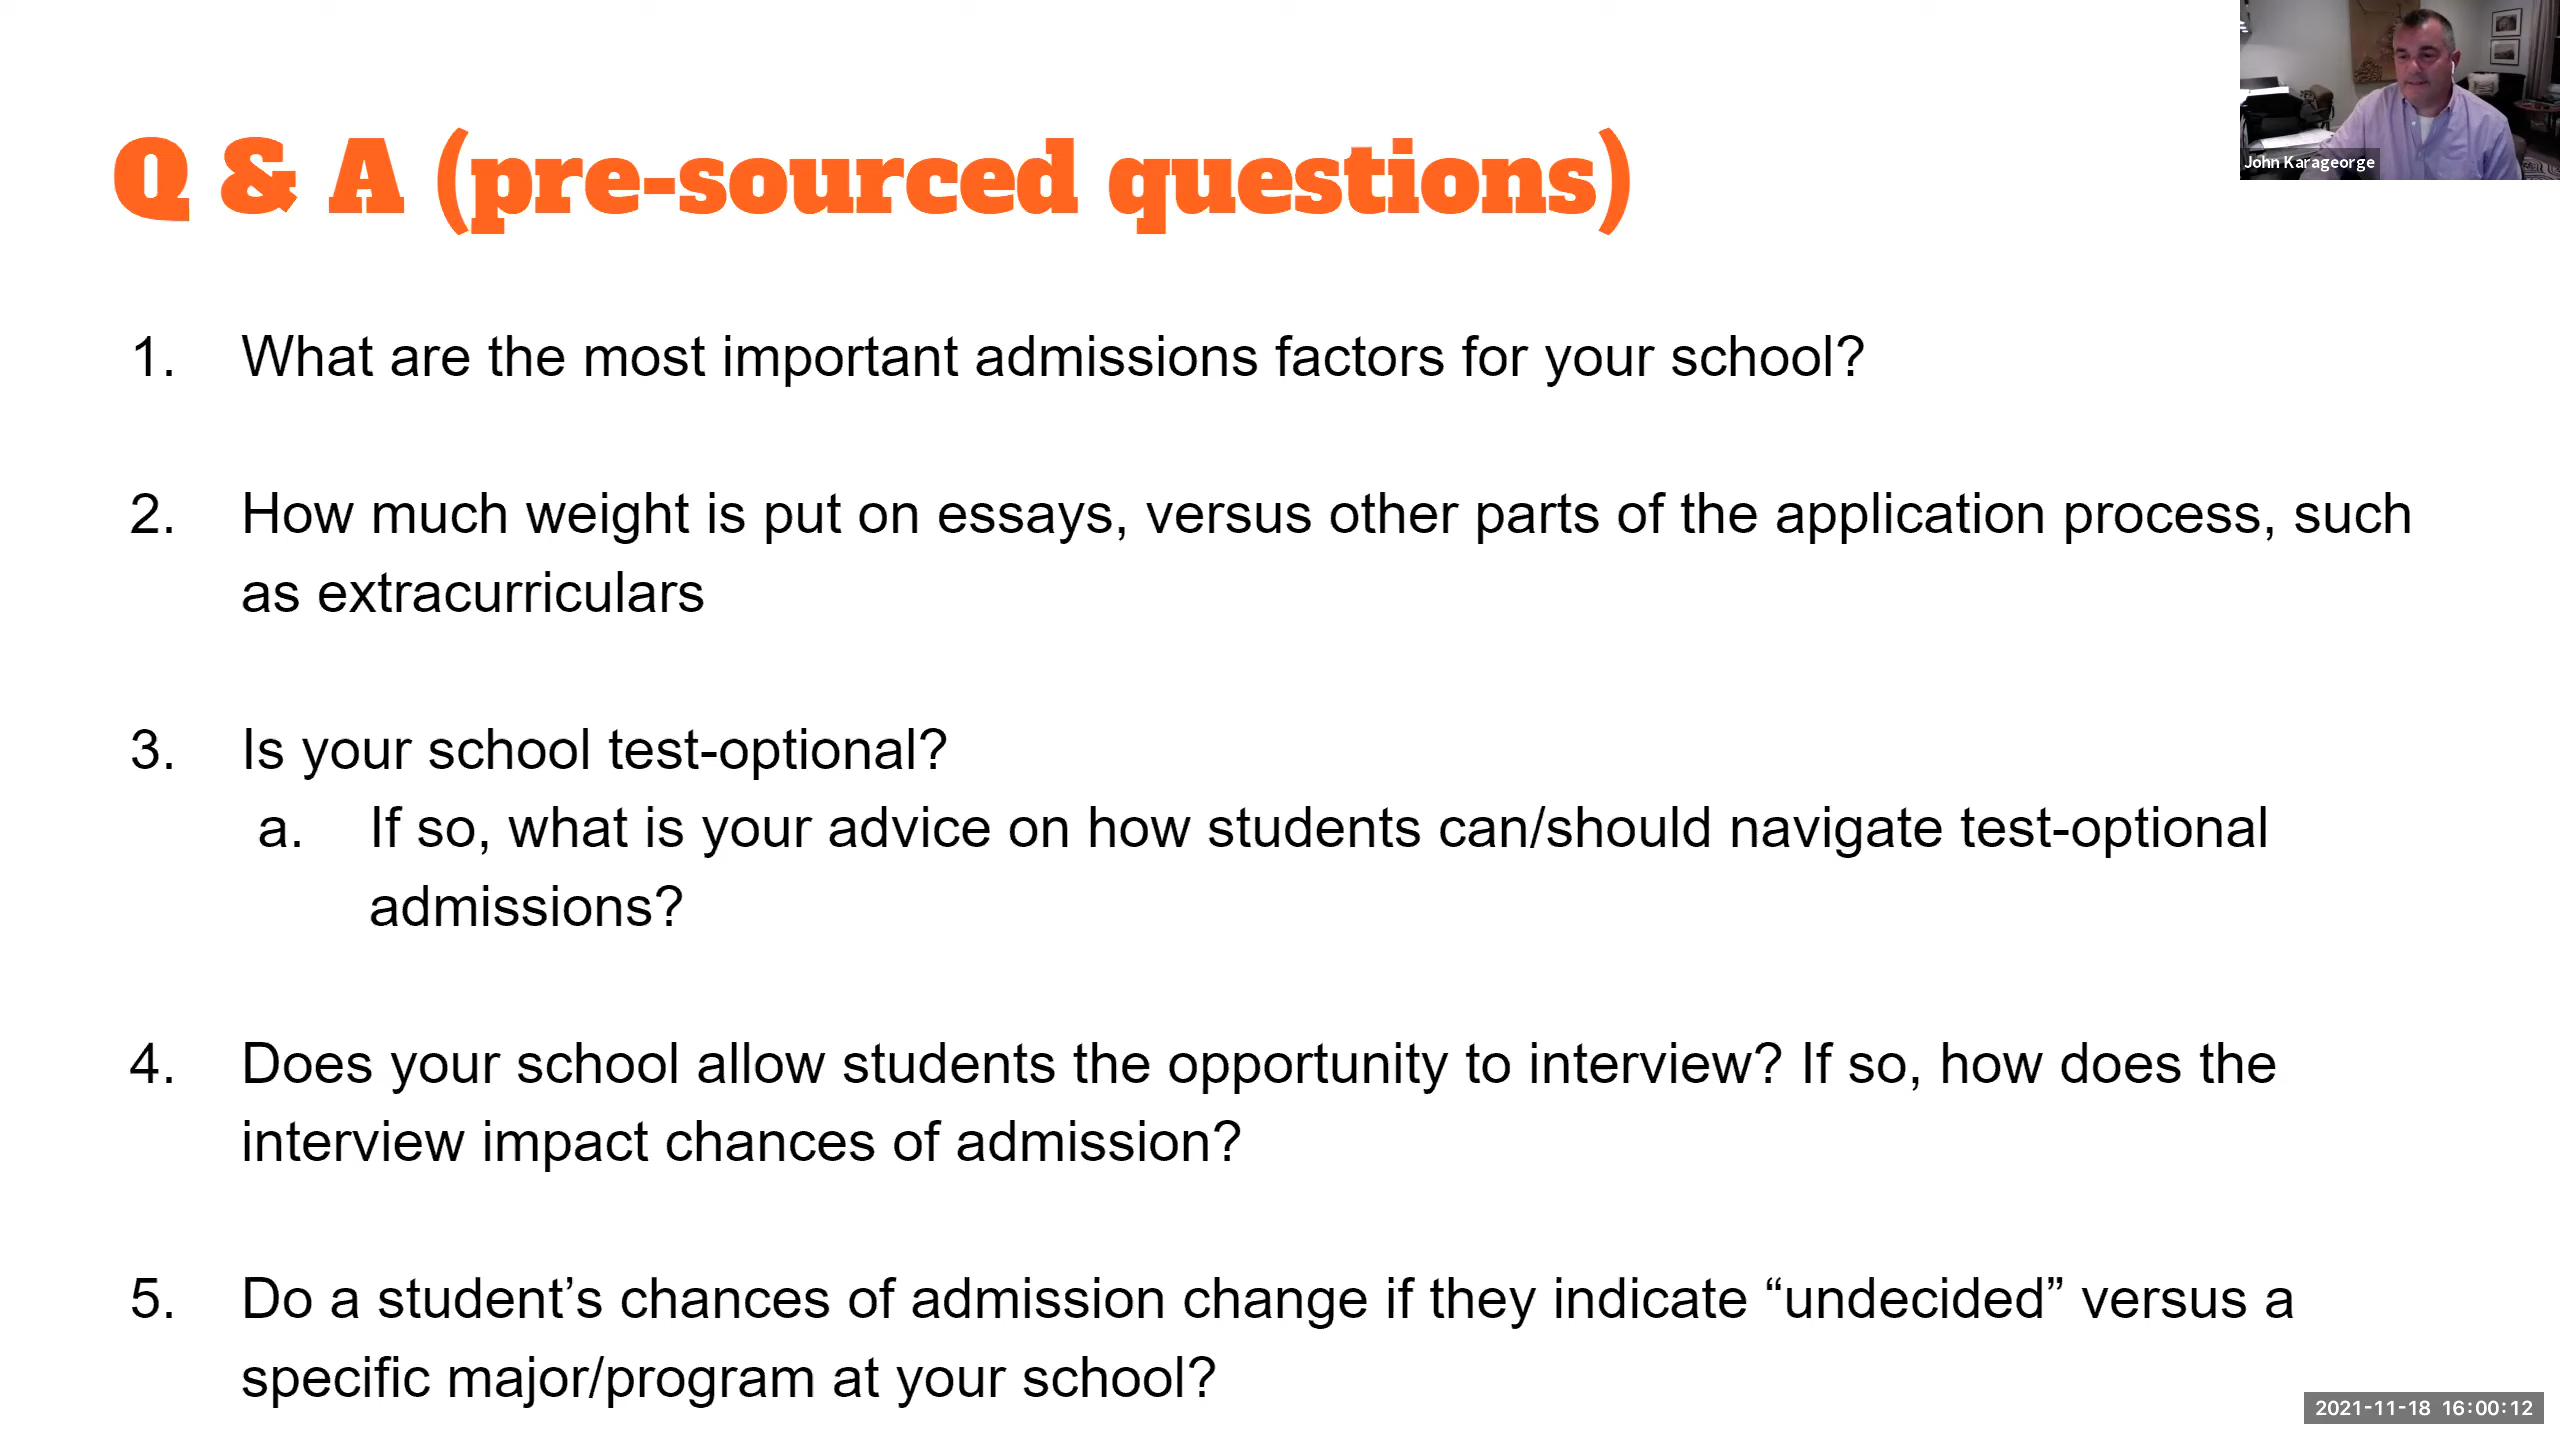 John Karageorge
Q & A (pre-sourced questions)
1. What are the most important admissions factors for your school?
2. How much weight is put on essays, versus other parts of the application process, such
as extracurriculars
3. Is your school test-optional?
a. If so, what is your advice on how students can/should navigate test-optional
admissions?
4. Does your school allow students the opportunity to interview? If so, how does the
interview impact chances of admission?
5. Do a student’s chances of admission change if they indicate “undecided” versus a
specific major/program at your school?
2021-11-18 16:00:12